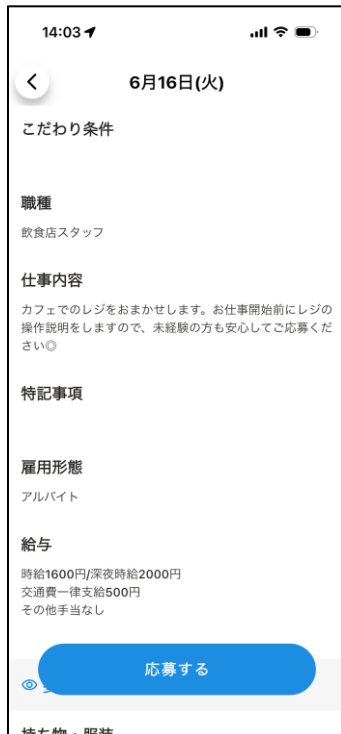 14:03
6月16日(火)
こだわり条件
職種
飲食店スタッフ
仕事内容
カフェでのレジをおまかせします。お仕事開始前にレジの
操作説明をしますので、未経験の方も安心してご応募くだ
さい◎
特記事項
雇用形態
アルバイト
給与
時給1600円/深夜時給2000円
交通費一律支給500円
その他手当なし
応募する
持ち物・服装